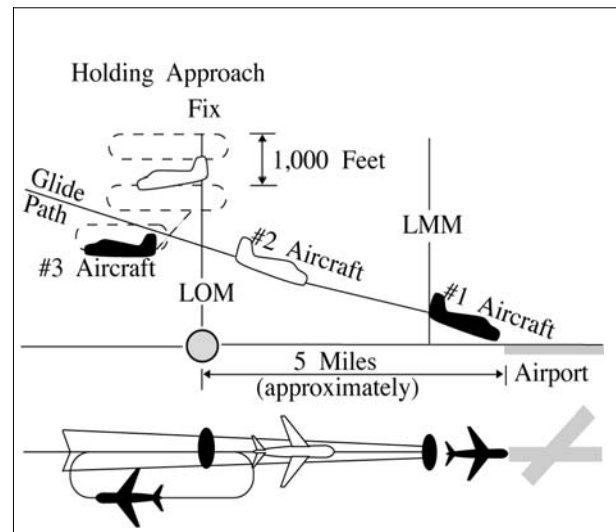 Holding Approach
Fix
1,000 Feet
Glide
Path
#2 Aircraft
LMM
#3 Aircraft
LOM
#1 Aircraft
5 Miles
(approximately)
Airport